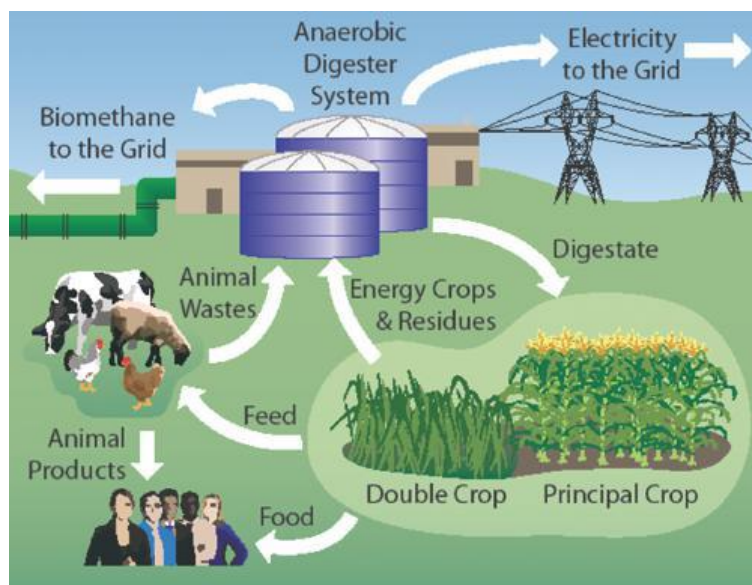 Anaerobic
Digester
System
Electricity
to the Grid
Biomethane
to the Grid
Digestate
Animal
Wastes
Energy Crops
& Residues
Feed
Animal
Products
Double Crop
Principal Crop
Food